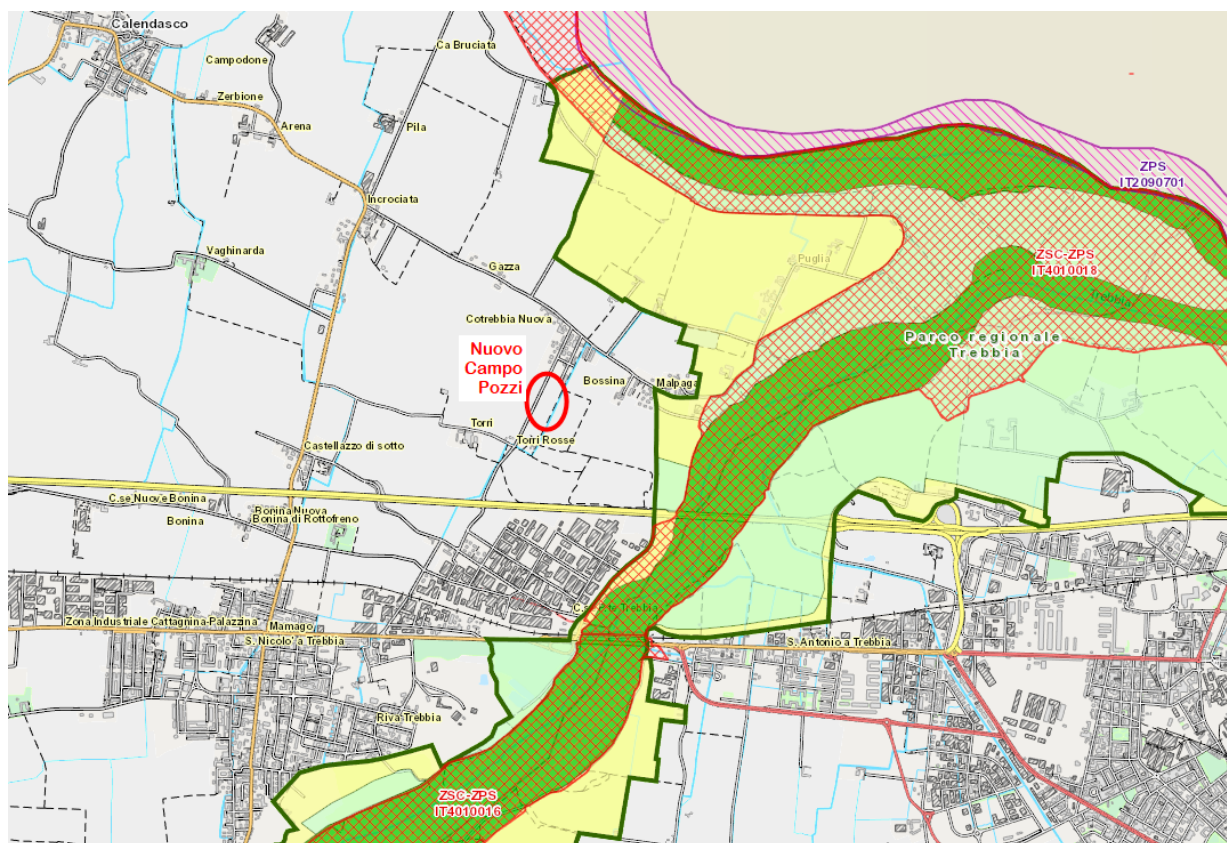 Calendasco
Ca Bruciata
Campodone
Zerbione
Arena
Pila
ZPS
IT2090701
Incrociata
Vaghinarda
Gazza
Puglia
ZSC-ZPS
IT4010018
Trebbia
Cotrebbia Nuova
Parco regionale
Trebbia
Nuovo
Campo
Pozzi
Bossina
Malpaga
Torri
Torri Rosse
Castellazzo di sotto
C.se Nuove Bonina
Bonina Nuova
Bonina
Bonina di Rottofreno
Zona Industriale Cattagnina-Palazzina
Mamago
S. Nicolo' a Trebbia
S. Antonio a Trebbia
Riva Trebbia
ZSC-ZPS
IT4010016